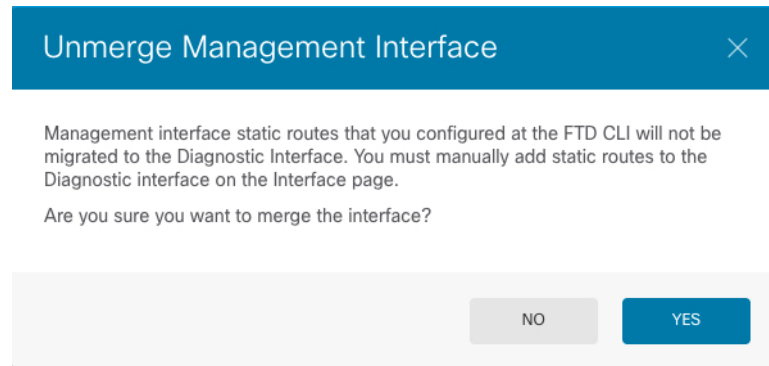 Unmerge Management Interface
Management interface static routes that you configured at the FTD CLI will not be
migrated to the Diagnostic Interface. You must manually add static routes to the
Diagnostic interface on the Interface page.
Are you sure you want to merge the interface?
NO
YES